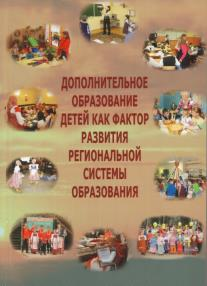 ДОПОЛНИТЕЛЬНОЕ
ОБРАЗОВАНИЕ
ДЕТЕЙ КАК ФАКТОР
РАЗВИТИЯ
РЕГИОНАЛЬНОЙ
СИСТЕМЫ
ОБРАЗОВАНИЯ